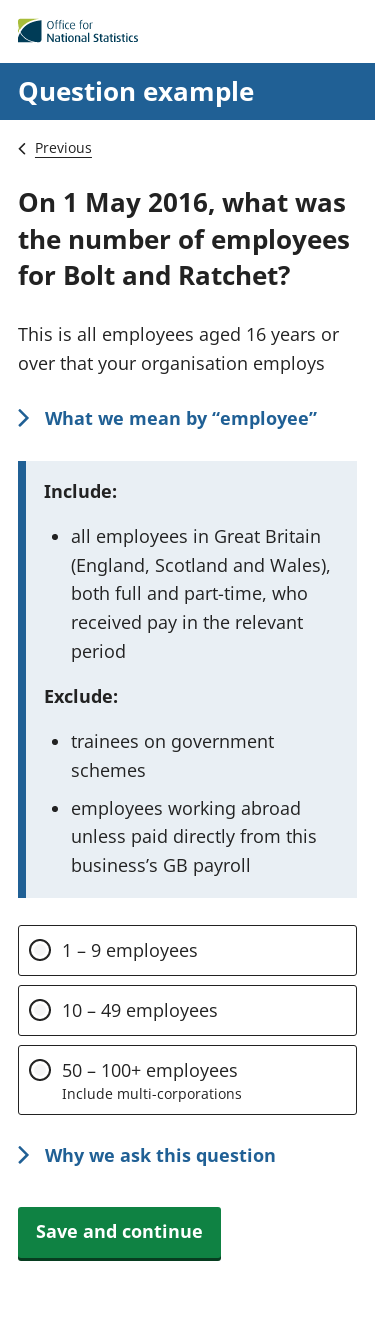 Office for
National Statistics
Question example
Previous
On 1 May 2016, what was
the number of employees
for Bolt and Ratchet?
This is all employees aged 16 years or
over that your organisation employs
What we mean by “employee”
Include:
• all employees in Great Britain
(England, Scotland and Wales),
both full and part-time, who
received pay in the relevant
period
Exclude:
• trainees on government
schemes
• employees working abroad
unless paid directly from this
business’s GB payroll
1 – 9 employees
10 – 49 employees
50 – 100+ employees
Include multi-corporations
Why we ask this question
Save and continue